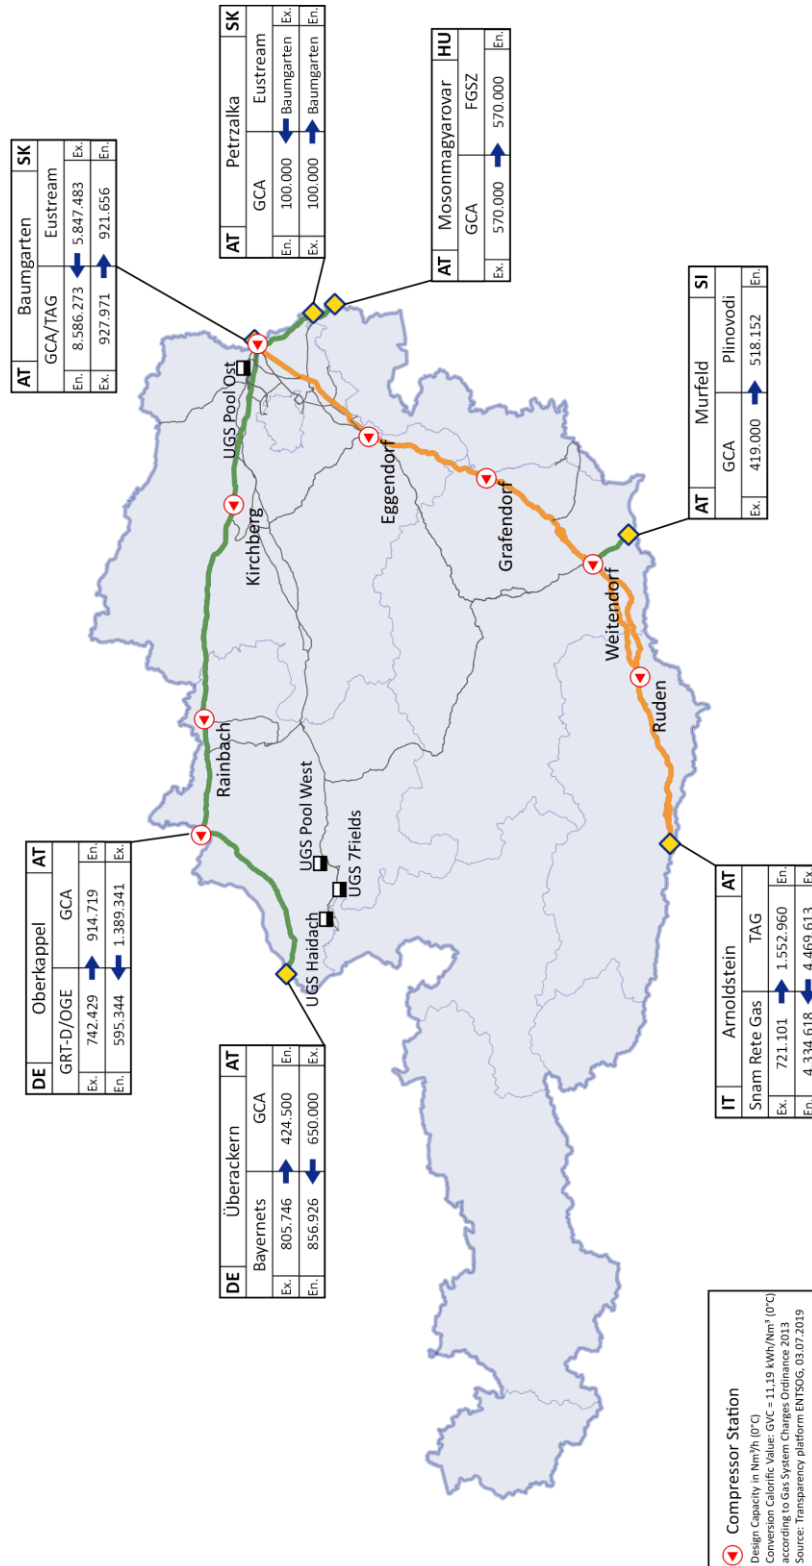 DE Oberkappel AT
GRT-D/OGE GCA
Ex. 742.429 914.719 En.
En. 595.344 1.389.341 Ex.
AT Baumgarten SK
GCA/TAG Eustream
En. 8.586.273 5.847.483 Ex.
Ex. 927.971 921.656 En.
AT Petrzalka SK
GCA Eustream
En. 100.000 Baumgarten Ex.
Ex. 100.000 Baumgarten En.
DE Überackern AT
Bayernets GCA
Ex. 805.746 424.500 En.
En. 856.926 650.000 Ex.
AT Mosonmagyarovar HU
GCA FGSZ
Ex. 570.000 570.000 En.
Rainbach
Kirchberg
UGS Pool Ost
UGS Haidach
UGS Pool West
UGS 7Fields
Eggendorf
Grafendorf
Weitendorf
Ruden
AT Murfeld SI
GCA Plinovodi
Ex. 419.000 518.152 En.
IT Arnoldstein AT
Snam Rete Gas TAG
Ex. 721.101 1.552.960 En.
En. 4.334.618 4.469.613 Ex.
Compressor Station
Design Capacity in Nm³/h (0°C)
Conversion Calorific Value: GVC = 11,19 kWh/Nm³ (0°C)
according to Gas System Charges Ordinance 2013
Source: Transparency platform ENTSOG, 03.07.2019